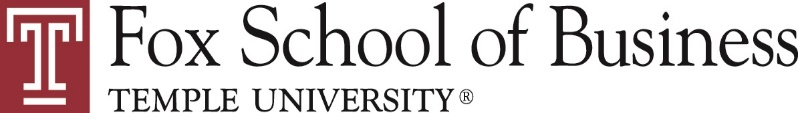 T Fox School of Business
TEMPLE UNIVERSITY®